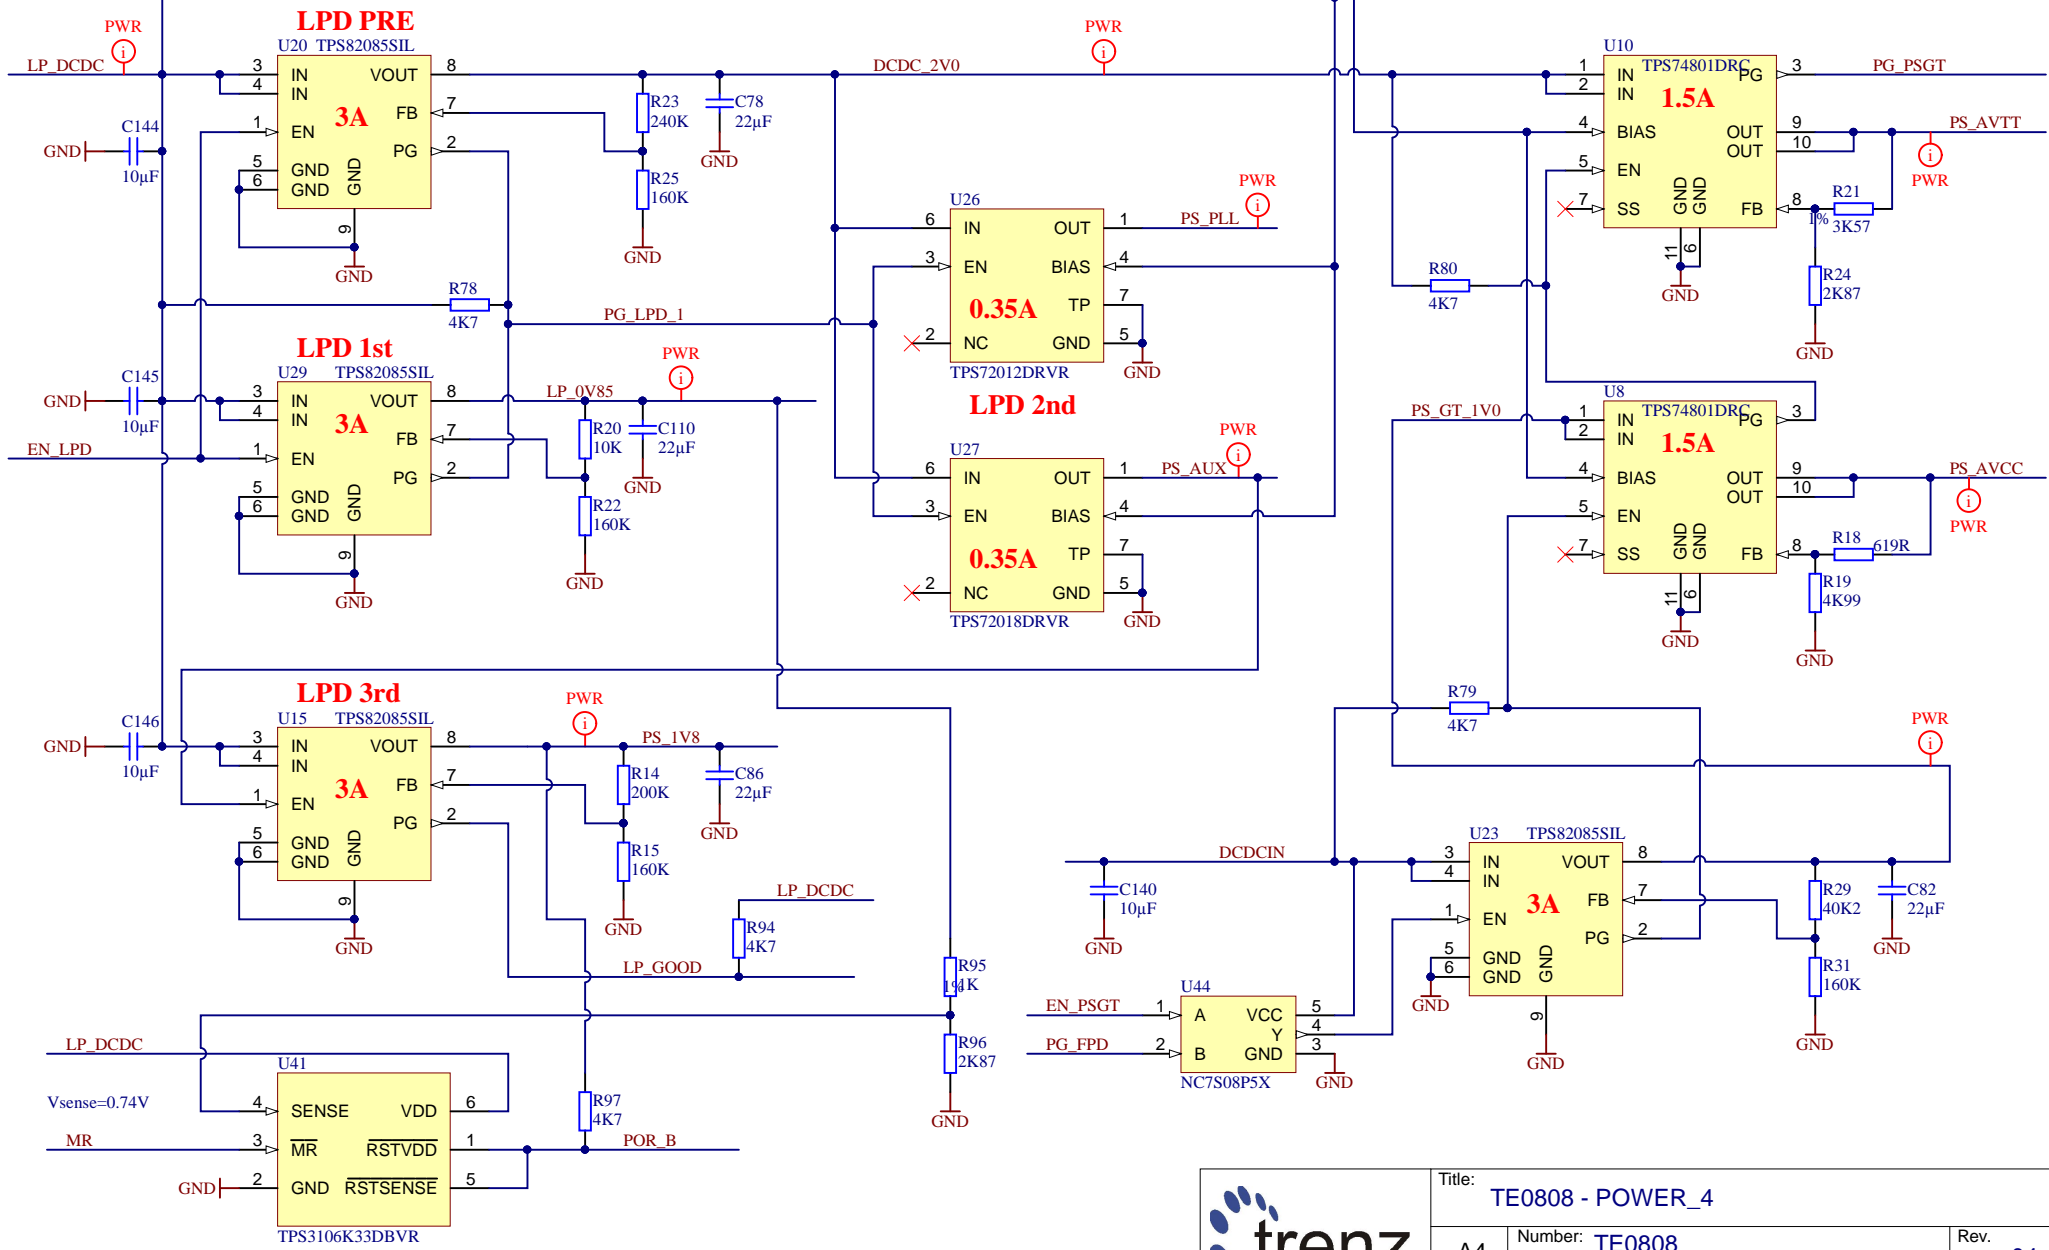 LPD PRE
PWR
U20 TPS82085SIL
LP_DCDC
3 IN VOUT 8
4 IN
3A
FB 7
1 EN
PG 2
5 GND
6 GND
GND
9
GND
C144
10µF
GND
R23
240K
C78
22µF
GND
R25
160K
GND
DCDC_2V0
PWR
R78
4K7
PG_LPD_1
LPD 1st
U29 TPS82085SIL
3 IN VOUT 8
4 IN
3A
FB 7
1 EN
PG 2
5 GND
6 GND
GND
9
GND
C145
10µF
GND
EN_LPD
LP_0V85
PWR
R20
10K
C110
22µF
GND
R22
160K
GND
U26
6 IN OUT 1
3 EN BIAS 4
0.35A
TP 7
2 NC GND 5
TPS72012DRVR
GND
PS_PLL
PWR
LPD 2nd
U27
6 IN OUT 1
3 EN BIAS 4
0.35A
TP 7
2 NC GND 5
TPS72018DRVR
GND
PS_AUX
PWR
U10
TPS74801DRC
1 IN PG 3
2 IN
1.5A
4 BIAS OUT 9
OUT 10
5 EN
7 SS FB 8
GND
GND
11
6
GND
PG_PSGT
PS_AVTT
PWR
R21
1% 3K57
R24
2K87
GND
R80
4K7
U8
TPS74801DRC
PS_GT_1V0
1 IN PG 3
2 IN
1.5A
4 BIAS OUT 9
OUT 10
5 EN
7 SS FB 8
GND
GND
11
6
GND
PS_AVCC
PWR
R18 619R
R19
4K99
GND
R79
4K7
LPD 3rd
U15 TPS82085SIL
3 IN VOUT 8
4 IN
3A
FB 7
1 EN
PG 2
5 GND
6 GND
GND
9
GND
C146
10µF
GND
PWR
PS_1V8
R14
200K
C86
22µF
GND
R15
160K
GND
LP_DCDC
R94
4K7
LP_GOOD
R95
1% 1K
R96
2K87
GND
LP_DCDC
U41
Vsense=0.74V
4 SENSE VDD 6
MR
3 MR RSTVDD 1
GND 2 GND RSTSENSE 5
TPS3106K33DBVR
R97
4K7
POR_B
PWR
DCDCIN
C140
10µF
GND
U23 TPS82085SIL
3 IN VOUT 8
4 IN
3A
FB 7
1 EN
PG 2
5 GND
6 GND
GND
GND
9
GND
R29
40K2
C82
22µF
GND
R31
160K
GND
U44
EN_PSGT 1 A VCC 5
Y 4
PG_FPD 2 B GND 3
NC7S08P5X
GND
trenz
Title:
TE0808 - POWER_4
A4
Number: TE0808
Rev.